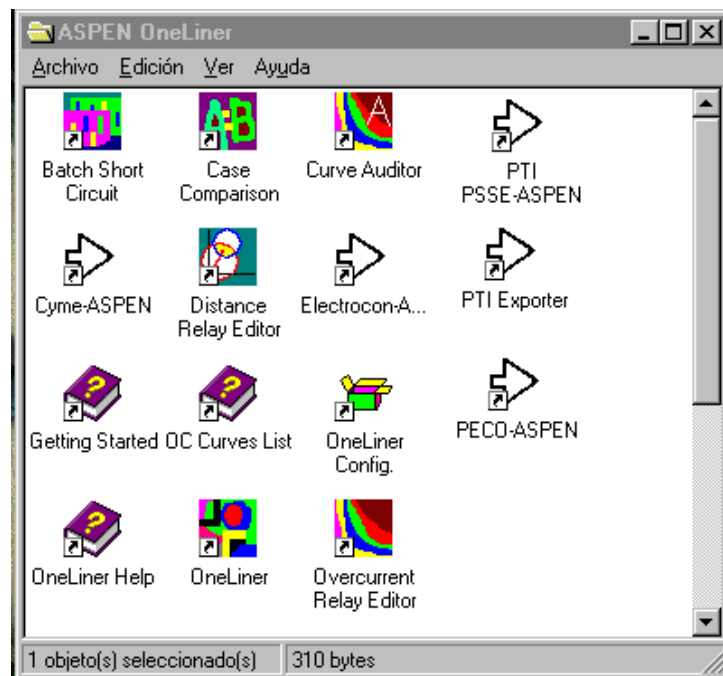 ASPEN OneLiner
Archivo Edición Ver Ayuda
Batch Short
Circuit
Case
Comparison
Curve Auditor
PTI
PSSE-ASPEN
Cyme-ASPEN
Distance
Relay Editor
Electrocon-A...
PTI Exporter
Getting Started
OC Curves List
OneLiner
Config.
PECO-ASPEN
OneLiner Help
OneLiner
Overcurrent
Relay Editor
1 objeto(s) seleccionado(s)
310 bytes